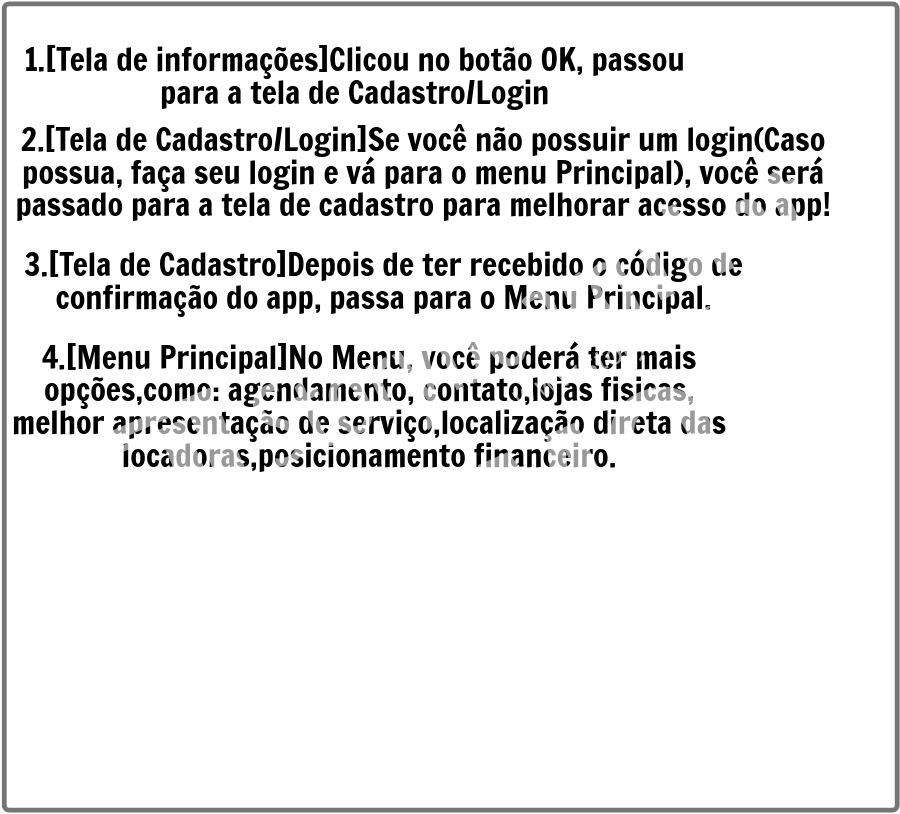 1.[Tela de informações]Clicou no botão OK, passou
para a tela de Cadastro/Login
2.[Tela de Cadastro/Login]Se você não possuir um login(Caso
possua, faça seu login e vá para o menu Principal), você será
passado para a tela de cadastro para melhorar acesso do app!
3.[Tela de Cadastro]Depois de ter recebido o código de
confirmação do app, passa para o Menu Principal.
4.[Menu Principal]No Menu, você poderá ter mais
opções,como: agendamento, contato,lojas fisicas,
melhor apresentação de serviço,localização direta das
locadoras,posicionamento financeiro.